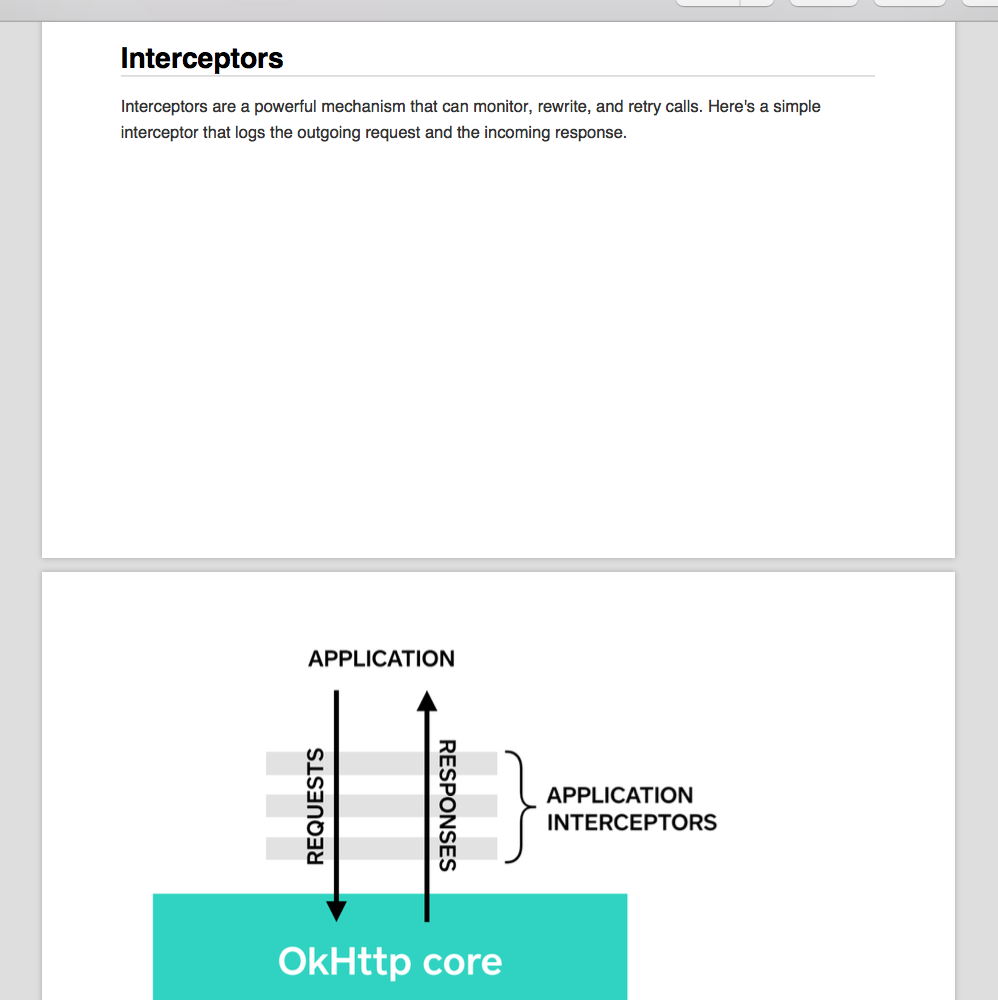 Interceptors
Interceptors are a powerful mechanism that can monitor, rewrite, and retry calls. Here's a simple
interceptor that logs the outgoing request and the incoming response.
APPLICATION
REQUESTS
RESPONSES
APPLICATION
INTERCEPTORS
OkHttp core